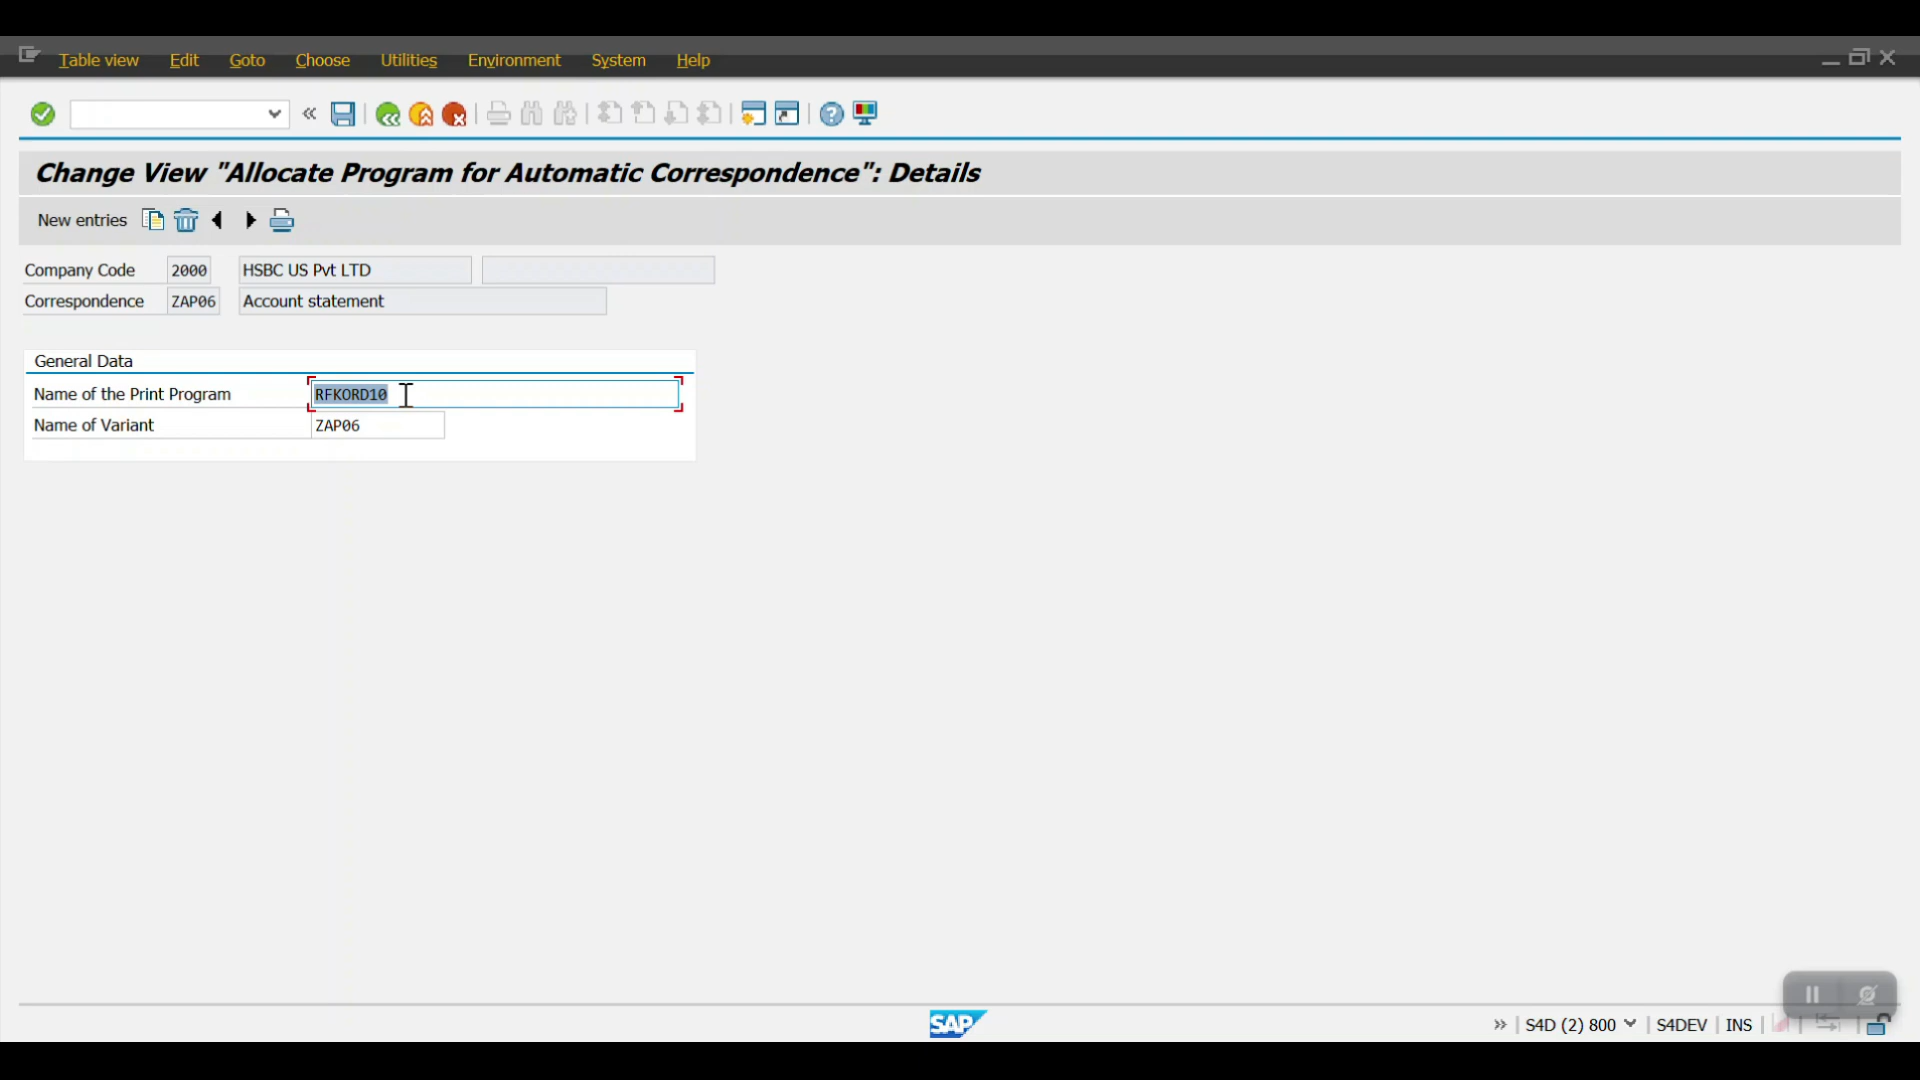 Table view Edit Goto Choose Utilities Environment System Help
Change View "Allocate Program for Automatic Correspondence": Details
New entries
Company Code 2000 HSBC US Pvt LTD
Correspondence ZAP06 Account statement
General Data
Name of the Print Program RFKORD10
Name of Variant ZAP06
SAP
S4D (2) 800 S4DEV INS